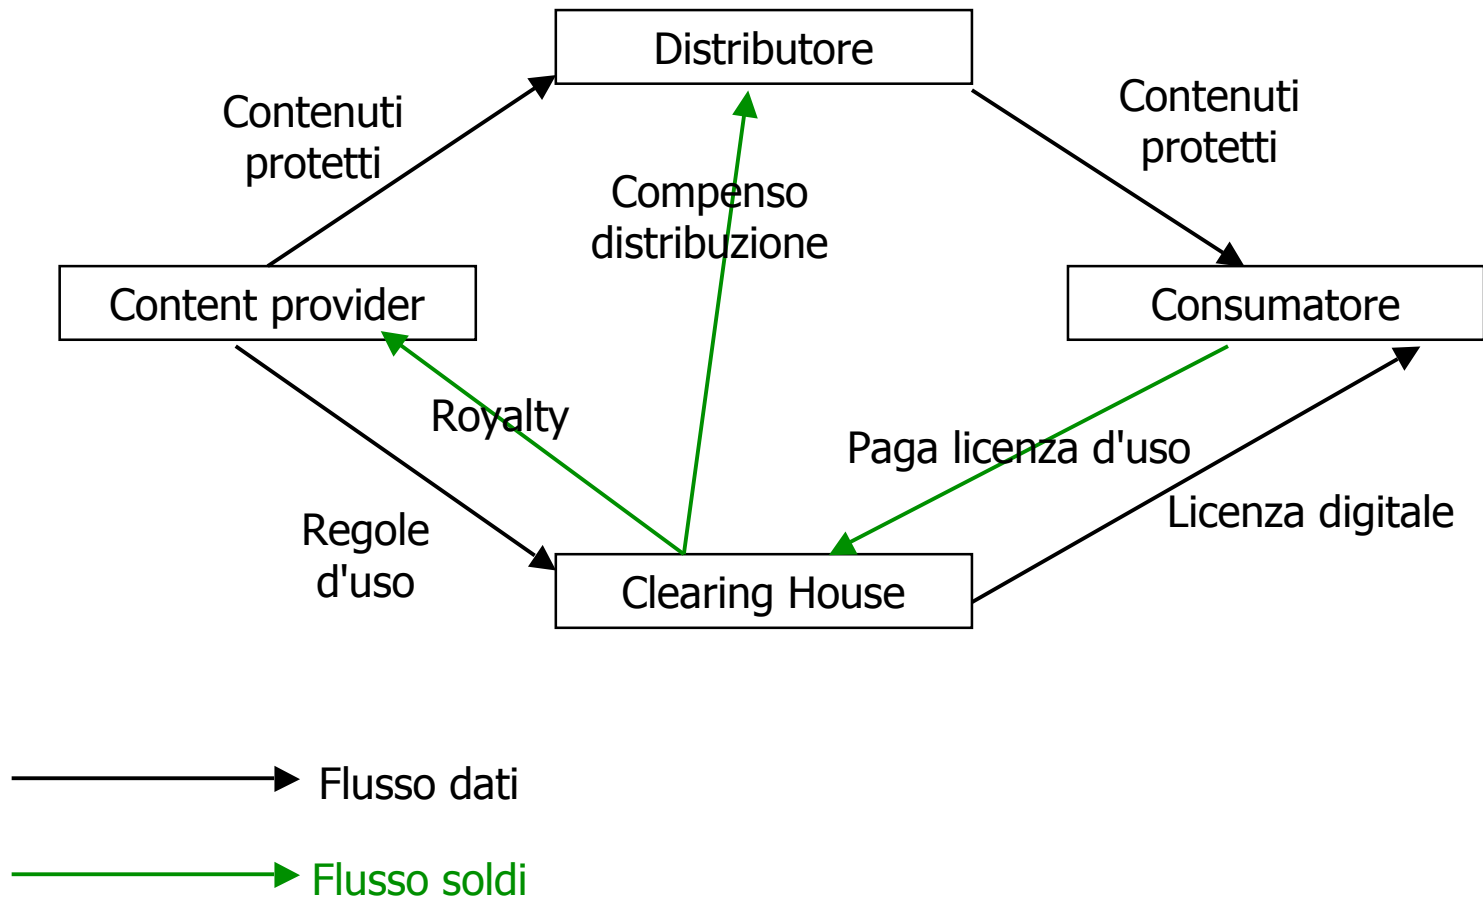 Distributore
Contenuti
protetti
Contenuti
protetti
Compenso
distribuzione
Content provider
Consumatore
Royalty
Paga licenza d'uso
Licenza digitale
Regole
d'uso
Clearing House
Flusso dati
Flusso soldi